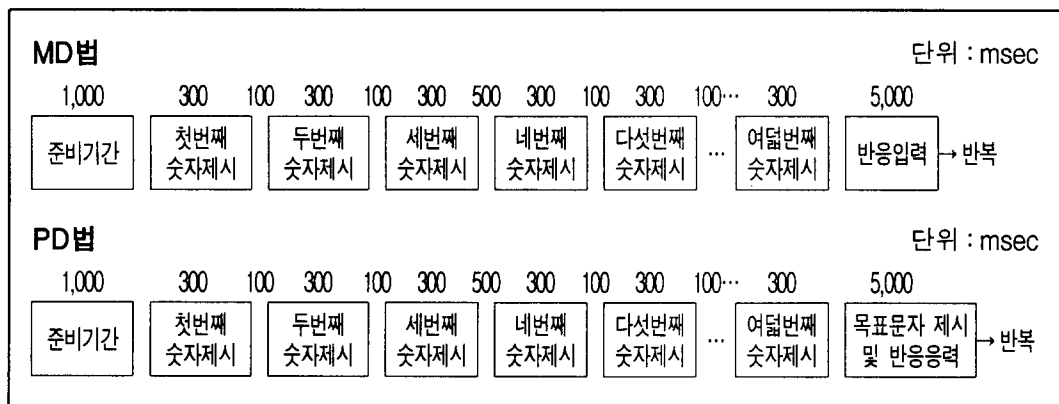 MD법 단위 : msec
1,000 300 100 300 100 300 500 300 100 300 100··· 300 5,000
준비기간 첫번째 두번째 세번째 네번째 다섯번째 … 여덟번째 반응입력 → 반복
숫자제시 숫자제시 숫자제시 숫자제시 숫자제시 숫자제시
PD법 단위 : msec
1,000 300 100 300 100 300 500 300 100 300 100··· 300 5,000
준비기간 첫번째 두번째 세번째 네번째 다섯번째 … 여덟번째 목표문자 제시 → 반복
숫자제시 숫자제시 숫자제시 숫자제시 숫자제시 숫자제시 및 반응응력